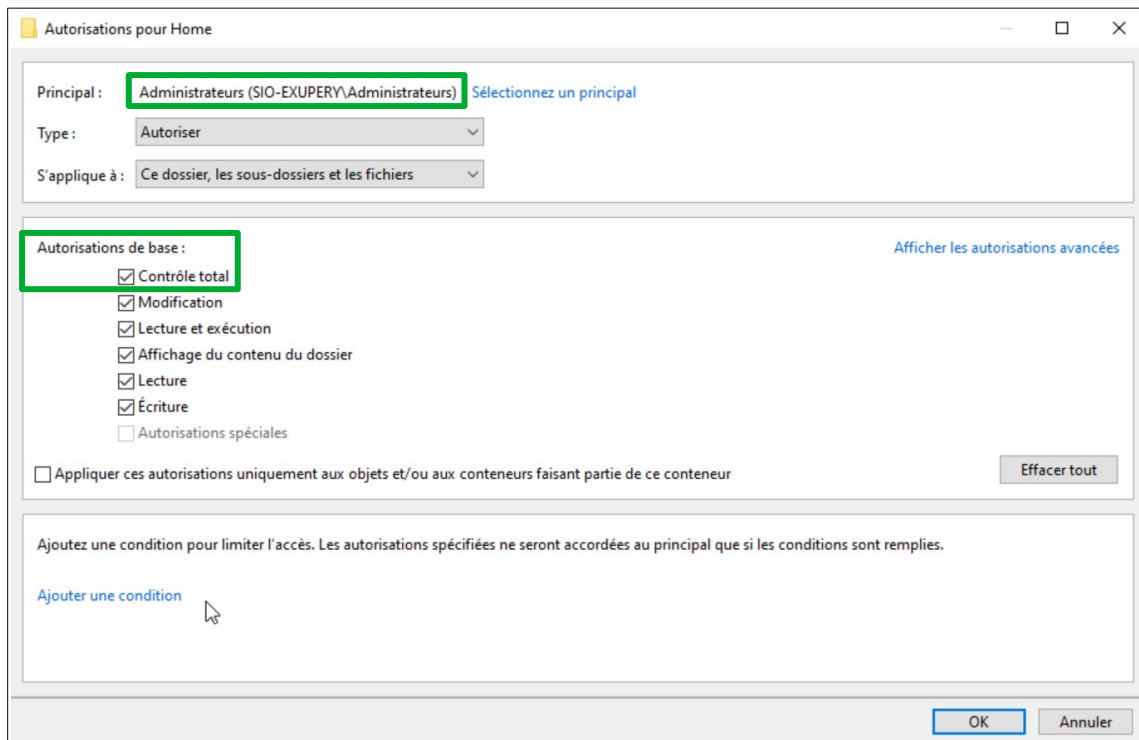 Autorisations pour Home
Principal : Administrateurs (SIO-EXUPERY\Administrateurs) Sélectionnez un principal
Type : Autoriser
S'applique à : Ce dossier, les sous-dossiers et les fichiers
Autorisations de base : Afficher les autorisations avancées
Contrôle total
Modification
Lecture et exécution
Affichage du contenu du dossier
Lecture
Écriture
Autorisations spéciales
Appliquer ces autorisations uniquement aux objets et/ou aux conteneurs faisant partie de ce conteneur Effacer tout
Ajoutez une condition pour limiter l'accès. Les autorisations spécifiées ne seront accordées au principal que si les conditions sont remplies.
Ajouter une condition
OK Annuler